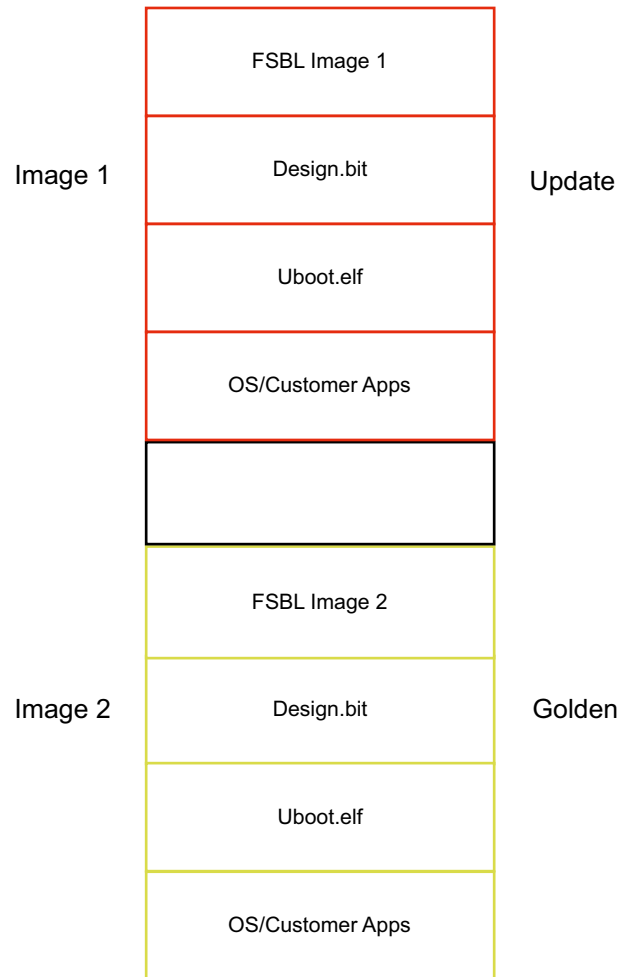 FSBL Image 1
Image 1
Design.bit
Update
Uboot.elf
OS/Customer Apps
FSBL Image 2
Image 2
Design.bit
Golden
Uboot.elf
OS/Customer Apps